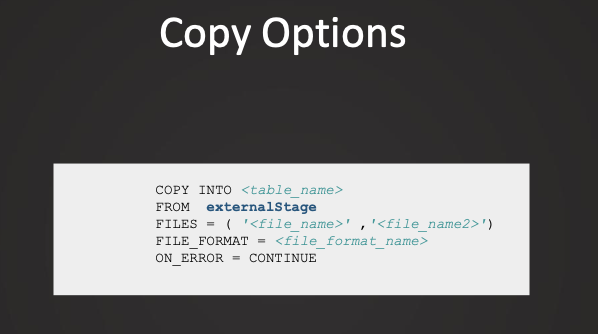 Copy Options
COPY INTO <table_name>
FROM  externalStage
FILES = ( '<file_name>' ,'<file_name2>')
FILE_FORMAT = <file_format_name>
ON_ERROR = CONTINUE